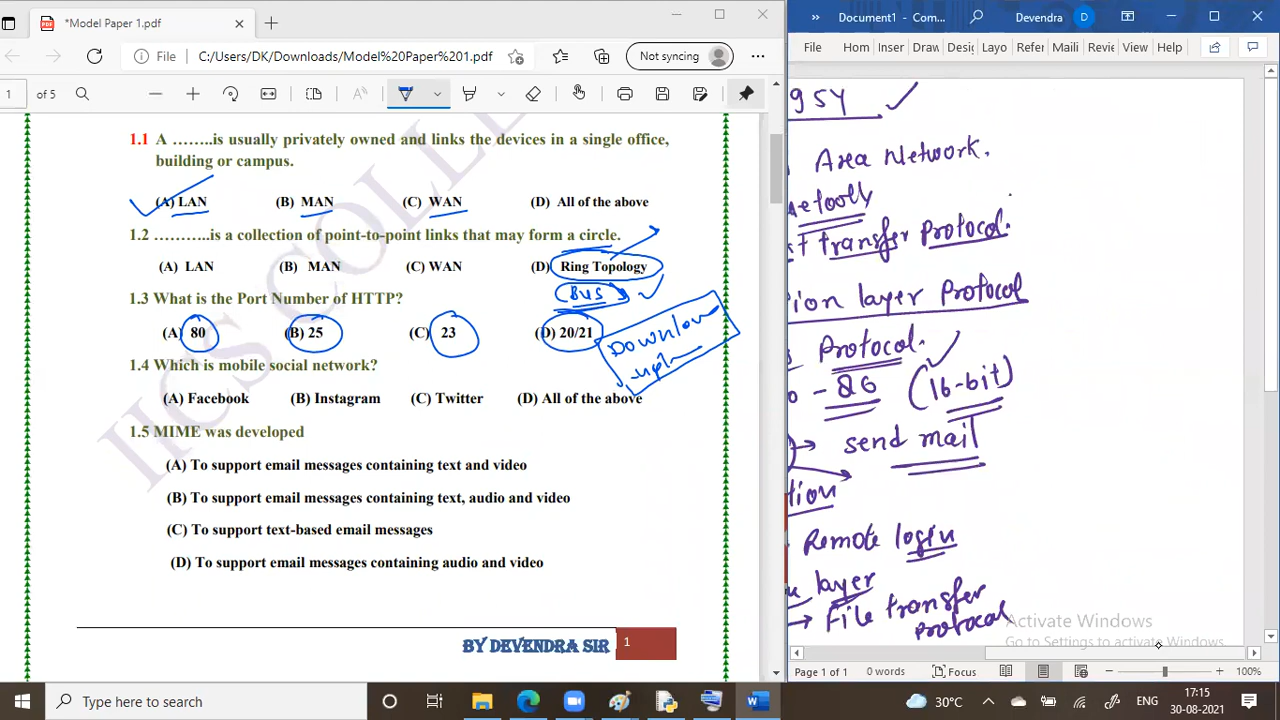 *Model Paper 1.pdf
File C:/Users/DK/Downloads/Model%20Paper%201.pdf Not syncing
1 of 5
1.1 A ........is usually privately owned and links the devices in a single office,
building or campus.
(A) LAN (B) MAN (C) WAN (D) All of the above
1.2 ...........is a collection of point-to-point links that may form a circle.
(A) LAN (B) MAN (C) WAN (D) Ring Topology
(BUS)
1.3 What is the Port Number of HTTP?
(A) 80 (B) 25 (C) 23 (D) 20/21
Downlow
1.4 Which is mobile social network?
(A) Facebook (B) Instagram (C) Twitter (D) All of the above
1.5 MIME was developed
(A) To support email messages containing text and video
(B) To support email messages containing text, audio and video
(C) To support text-based email messages
(D) To support email messages containing audio and video
BY DEVENDRA SIR 1
IICS COLLE
Document1 - Com... Devendra D
File Hom Inser Draw Desig Layo Refer Maili Revie View Help
gsy
Area Network.
transfer Protocol.
ion layer Protocol
Protocol.
- 86 (16-bit)
send mail
tion
Remote login
layer
File transfer
Protocol
Activate Windows
Go to Settings to activate Windows
Page 1 of 1 0 words Focus 100%
Type here to search
30°C ENG 17:15
30-08-2021